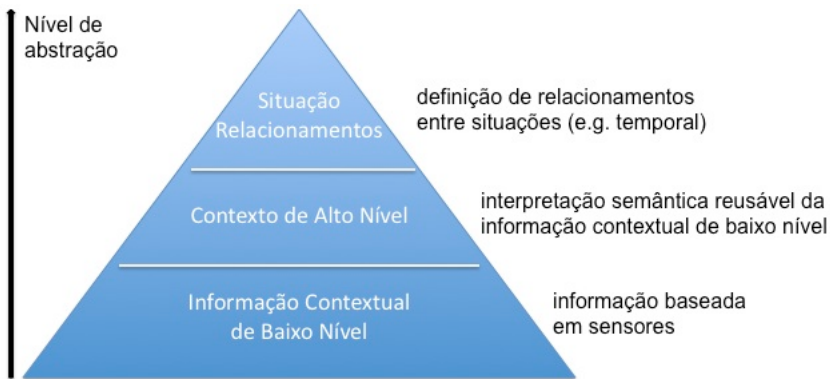 Nível de
abstração
Situação
Relacionamentos
definição de relacionamentos
entre situações (e.g. temporal)
Contexto de Alto Nível
interpretação semântica reusável da
informação contextual de baixo nível
Informação Contextual
de Baixo Nível
informação baseada
em sensores